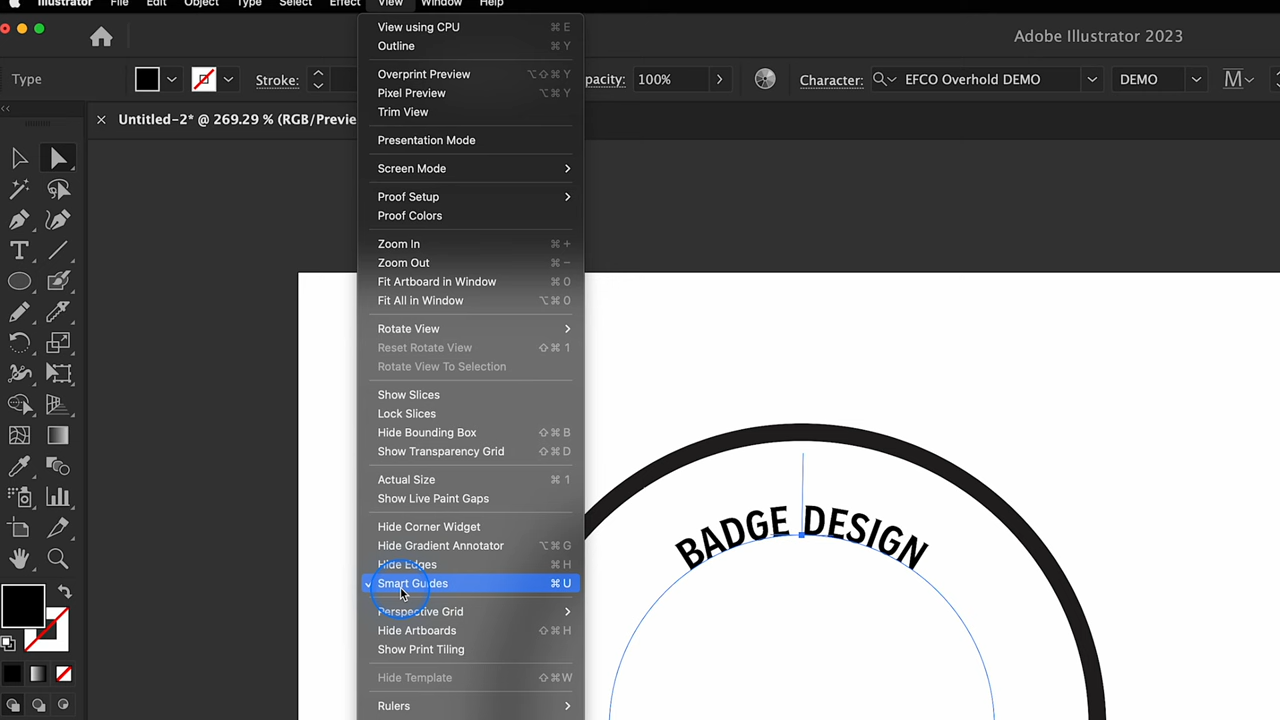 Illustrator File Edit Object Type Select Effect View Window Help
Adobe Illustrator 2023
Type
Stroke:
pacity: 100%
Character: EFCO Overhold DEMO DEMO
Untitled-2* @ 269.29 % (RGB/Previe
View using CPU ⌘ E
Outline ⌘ Y
Overprint Preview ⌥⇧⌘ Y
Pixel Preview ⌥⌘ Y
Trim View
Presentation Mode
Screen Mode
Proof Setup
Proof Colors
Zoom In ⌘ +
Zoom Out ⌘ −
Fit Artboard in Window ⌘ 0
Fit All in Window ⌥⌘ 0
Rotate View
Reset Rotate View ⇧⌘ 1
Rotate View To Selection
Show Slices
Lock Slices
Hide Bounding Box ⇧⌘ B
Show Transparency Grid ⇧⌘ D
Actual Size ⌘ 1
Show Live Paint Gaps
Hide Corner Widget
Hide Gradient Annotator ⌥⌘ G
Hide Edges ⌘ H
✓ Smart Guides ⌘ U
Perspective Grid
Hide Artboards ⇧⌘ H
Show Print Tiling
Hide Template ⇧⌘ W
Rulers
BADGE DESIGN